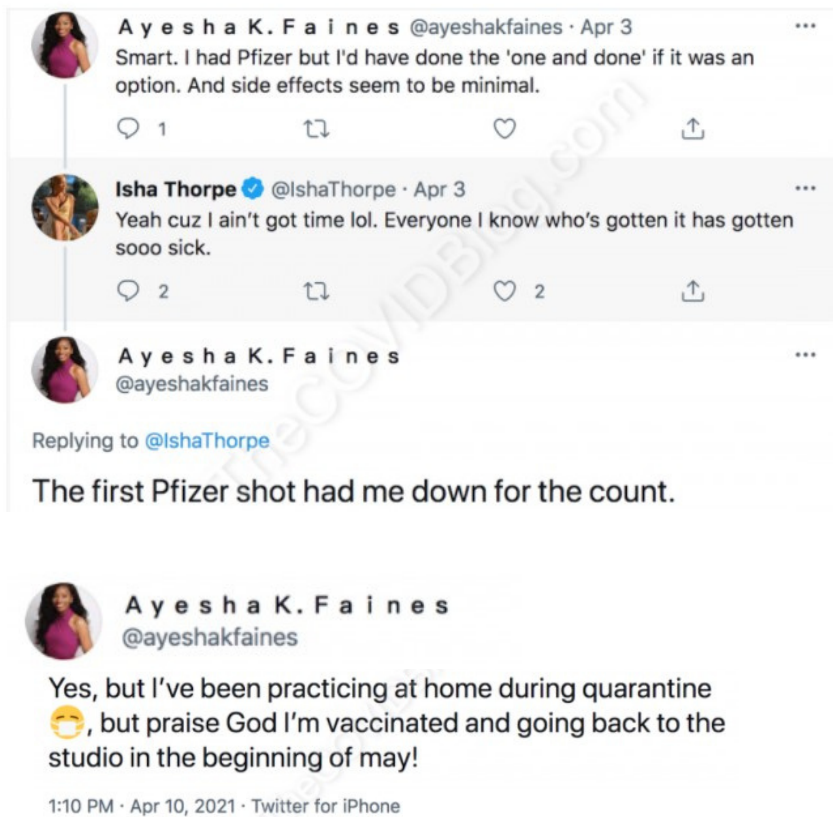 A y e s h a K. F a i n e s @ayeshakfaines · Apr 3
Smart. I had Pfizer but I'd have done the 'one and done' if it was an
option. And side effects seem to be minimal.
1
Isha Thorpe @IshaThorpe · Apr 3
Yeah cuz I ain't got time lol. Everyone I know who's gotten it has gotten
sooo sick.
2 2
A y e s h a K. F a i n e s
@ayeshakfaines
Replying to @IshaThorpe
The first Pfizer shot had me down for the count.
TheCOVIDBlog.com
A y e s h a K. F a i n e s
@ayeshakfaines
Yes, but I've been practicing at home during quarantine
😷, but praise God I'm vaccinated and going back to the
studio in the beginning of may!
1:10 PM · Apr 10, 2021 · Twitter for iPhone